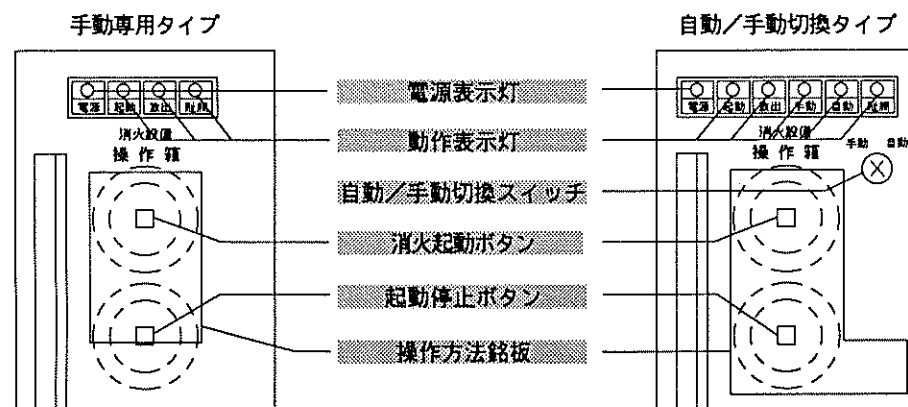 手動専用タイプ
電源 起動 放出
消火設備
操作箱
電源表示灯
動作表示灯
自動／手動切換スイッチ
消火起動ボタン
起動停止ボタン
操作方法銘板
自動／手動切換タイプ
電源 起動 放出 手動 自動
消火設備
操作箱
手動 自動